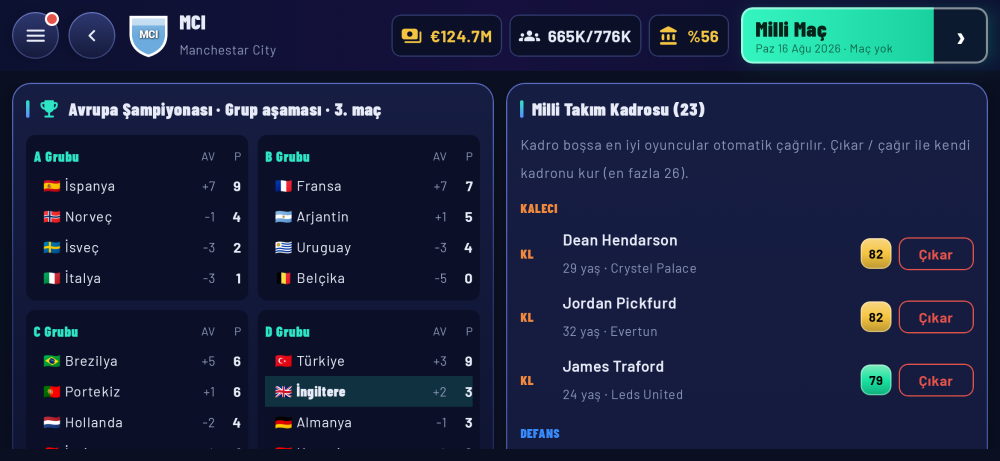 MCI
MCI
Manchestar City
€124.7M
665K/776K
%56
Milli Maç
Paz 16 Ağu 2026 · Maç yok
Avrupa Şampiyonası · Grup aşaması · 3. maç
A Grubu AV P
İspanya +7 9
Norveç -1 4
İsveç -3 2
İtalya -3 1
B Grubu AV P
Fransa +7 7
Arjantin +1 5
Uruguay -3 4
Belçika -5 0
C Grubu AV P
Brezilya +5 6
Portekiz +1 6
Hollanda -2 4
D Grubu AV P
Türkiye +3 9
İngiltere +2 3
Almanya -1 3
Milli Takım Kadrosu (23)
Kadro boşsa en iyi oyuncular otomatik çağrılır. Çıkar / çağır ile kendi
kadronu kur (en fazla 26).
KALECI
KL Dean Hendarson 82 Çıkar
29 yaş · Crystel Palace
KL Jordan Pickfurd 82 Çıkar
32 yaş · Evertun
KL James Traford 79 Çıkar
24 yaş · Leds United
DEFANS